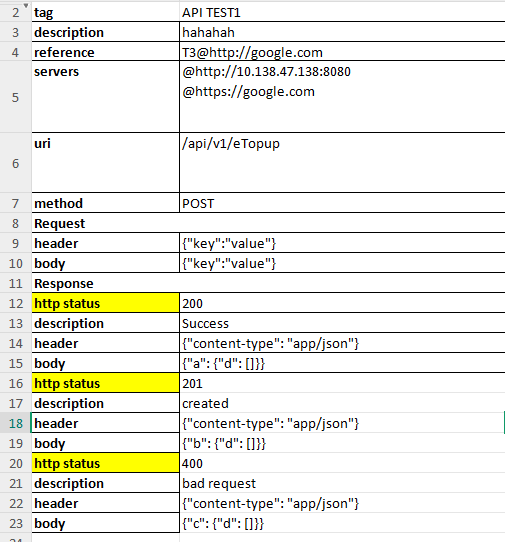 2 tag API TEST1
3 description hahahah
4 reference T3@http://google.com
servers @http://10.138.47.138:8080
5 @https://google.com
uri /api/v1/eTopup
6
7 method POST
8 Request
9 header {"key":"value"}
10 body {"key":"value"}
11 Response
12 http status 200
13 description Success
14 header {"content-type": "app/json"}
15 body {"a": {"d": []}}
16 http status 201
17 description created
18 header {"content-type": "app/json"}
19 body {"b": {"d": []}}
20 http status 400
21 description bad request
22 header {"content-type": "app/json"}
23 body {"c": {"d": []}}
24